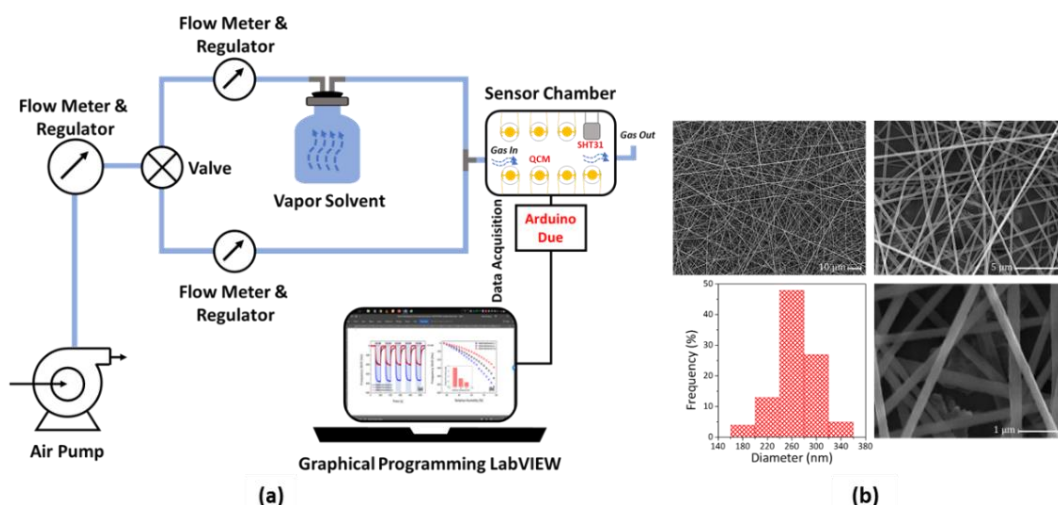 Flow Meter &
Regulator
Flow Meter &
Regulator
Valve
Vapor Solvent
Flow Meter &
Regulator
Air Pump
Sensor Chamber
Gas In
QCM
SHT31
Gas Out
Data Acquisition
Arduino
Due
Graphical Programming LabVIEW
(a)
10 µm
5 µm
50
40
30
20
10
0
Frequency (%)
140 180 220 260 300 340 380
Diameter (nm)
1 µm
(b)